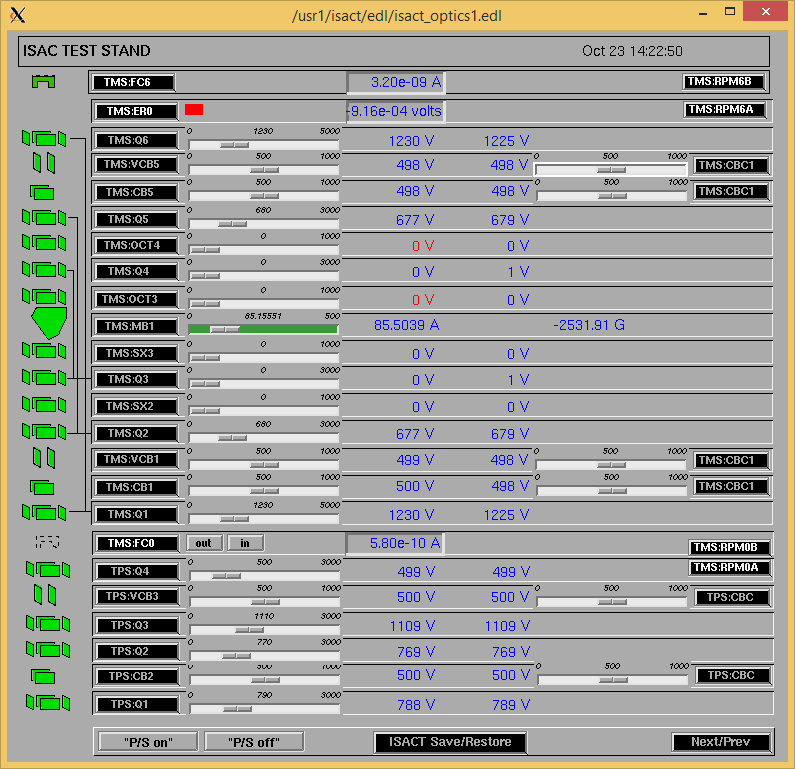 /usr1/isact/edl/isact_optics1.edl
ISAC TEST STAND Oct 23 14:22:50
TMS:FC6 3.20e-09 A TMS:RPM6B
TMS:ER0 -9.16e-04 volts TMS:RPM6A
TMS:Q6 0 1230 5000 1230 V 1225 V
TMS:VCB5 0 500 1000 498 V 498 V 0 500 1000 TMS:CBC1
TMS:CB5 0 500 1000 498 V 498 V 0 500 1000 TMS:CBC1
TMS:Q5 0 680 3000 677 V 679 V
TMS:OCT4 0 0 1000 0 V 0 V
TMS:Q4 0 0 3000 0 V 1 V
TMS:OCT3 0 0 1000 0 V 0 V
TMS:MB1 0 85.15551 500 85.5039 A -2531.91 G
TMS:SX3 0 0 1000 0 V 0 V
TMS:Q3 0 0 3000 0 V 1 V
TMS:SX2 0 0 1000 0 V 0 V
TMS:Q2 0 680 3000 677 V 679 V
TMS:VCB1 0 500 1000 499 V 498 V 0 500 1000 TMS:CBC1
TMS:CB1 0 500 1000 500 V 498 V 0 500 1000 TMS:CBC1
TMS:Q1 0 1230 5000 1230 V 1225 V
TMS:FC0 out in 5.80e-10 A TMS:RPM0B
TPS:Q4 0 500 3000 499 V 499 V TMS:RPM0A
TPS:VCB3 0 500 1000 500 V 500 V 0 500 1000 TPS:CBC
TPS:Q3 0 1110 3000 1109 V 1109 V
TPS:Q2 0 770 3000 769 V 769 V
TPS:CB2 0 500 1000 500 V 500 V 0 500 1000 TPS:CBC
TPS:Q1 0 790 3000 788 V 789 V
"P/S on" "P/S off" ISACT Save/Restore Next/Prev